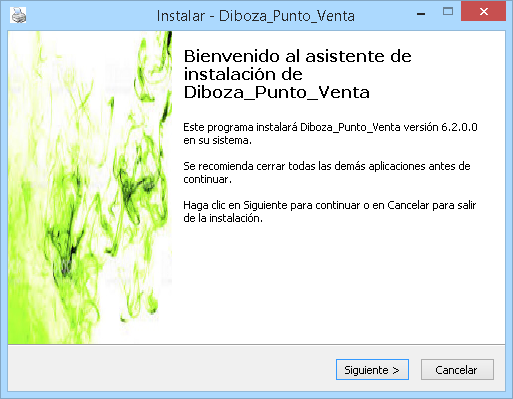 Instalar - Diboza_Punto_Venta
Bienvenido al asistente de
instalación de
Diboza_Punto_Venta
Este programa instalará Diboza_Punto_Venta versión 6.2.0.0
en su sistema.
Se recomienda cerrar todas las demás aplicaciones antes de
continuar.
Haga clic en Siguiente para continuar o en Cancelar para salir
de la instalación.
Siguiente >
Cancelar